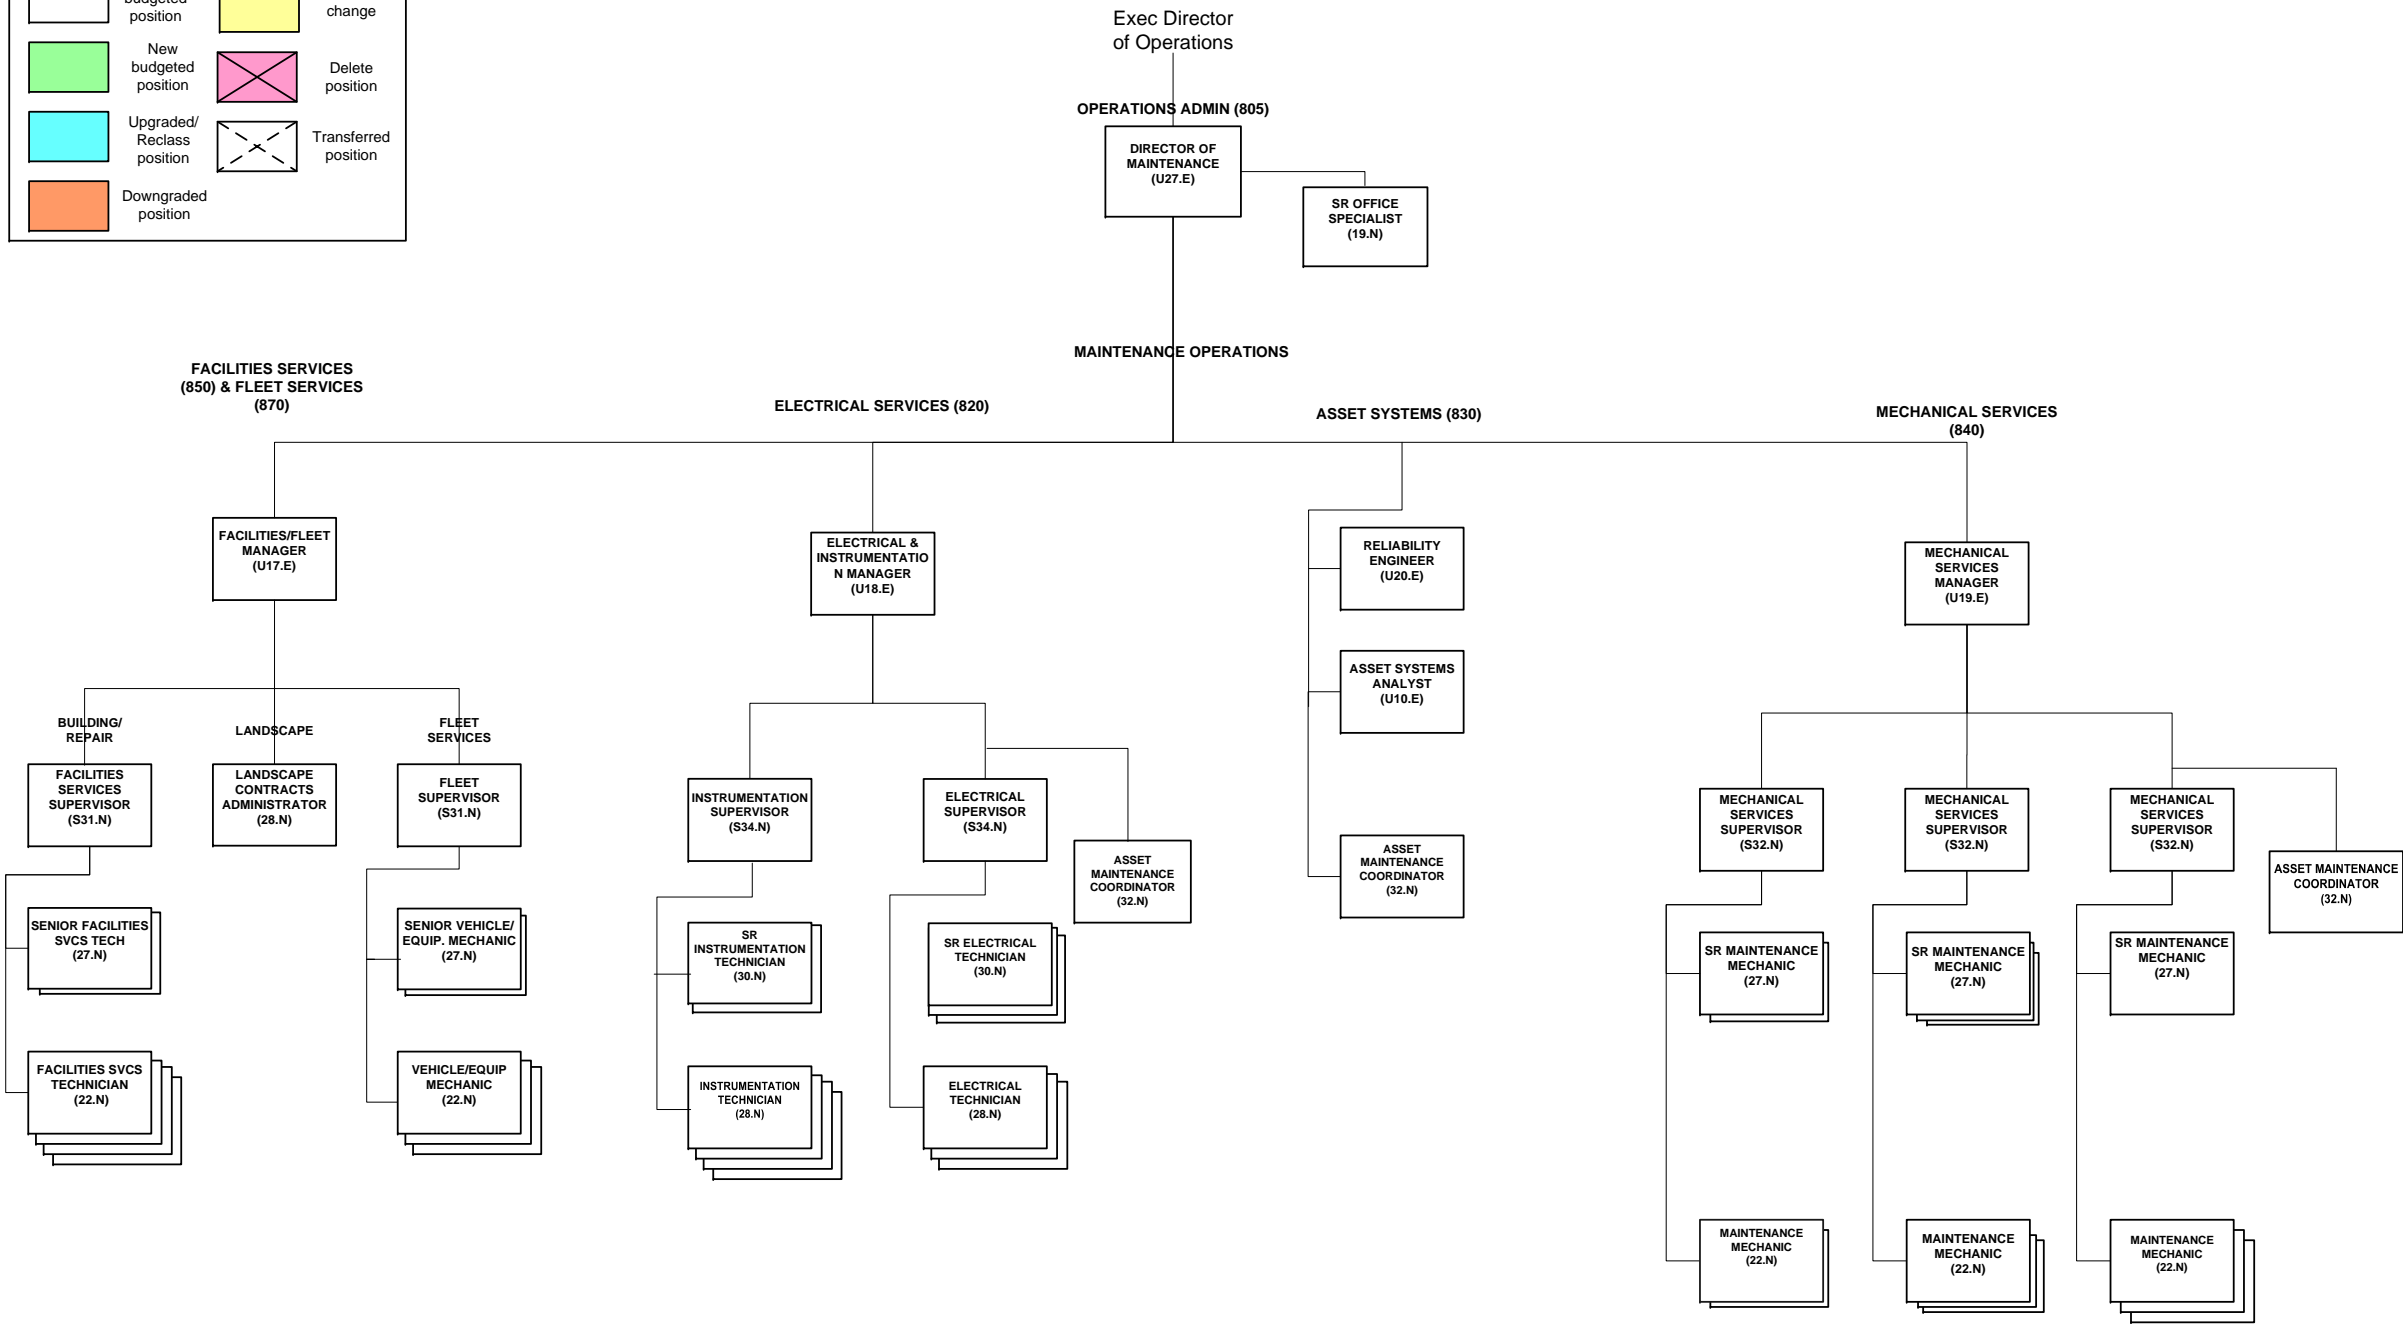 budgeted
position
change
New
budgeted
position
Delete
position
Upgraded/
Reclass
position
Transferred
position
Downgraded
position
Exec Director
of Operations
OPERATIONS ADMIN (805)
DIRECTOR OF
MAINTENANCE
(U27.E)
SR OFFICE
SPECIALIST
(19.N)
MAINTENANCE OPERATIONS
FACILITIES SERVICES
(850) & FLEET SERVICES
(870)
ELECTRICAL SERVICES (820)
ASSET SYSTEMS (830)
MECHANICAL SERVICES
(840)
FACILITIES/FLEET
MANAGER
(U17.E)
ELECTRICAL &
INSTRUMENTATIO
N MANAGER
(U18.E)
RELIABILITY
ENGINEER
(U20.E)
MECHANICAL
SERVICES
MANAGER
(U19.E)
ASSET SYSTEMS
ANALYST
(U10.E)
BUILDING/
REPAIR
LANDSCAPE
FLEET
SERVICES
FACILITIES
SERVICES
SUPERVISOR
(S31.N)
LANDSCAPE
CONTRACTS
ADMINISTRATOR
(28.N)
FLEET
SUPERVISOR
(S31.N)
INSTRUMENTATION
SUPERVISOR
(S34.N)
ELECTRICAL
SUPERVISOR
(S34.N)
ASSET
MAINTENANCE
COORDINATOR
(32.N)
ASSET
MAINTENANCE
COORDINATOR
(32.N)
MECHANICAL
SERVICES
SUPERVISOR
(S32.N)
MECHANICAL
SERVICES
SUPERVISOR
(S32.N)
MECHANICAL
SERVICES
SUPERVISOR
(S32.N)
ASSET MAINTENANCE
COORDINATOR
(32.N)
SENIOR FACILITIES
SVCS TECH
(27.N)
SENIOR VEHICLE/
EQUIP. MECHANIC
(27.N)
SR
INSTRUMENTATION
TECHNICIAN
(30.N)
SR ELECTRICAL
TECHNICIAN
(30.N)
SR MAINTENANCE
MECHANIC
(27.N)
SR MAINTENANCE
MECHANIC
(27.N)
SR MAINTENANCE
MECHANIC
(27.N)
FACILITIES SVCS
TECHNICIAN
(22.N)
VEHICLE/EQUIP
MECHANIC
(22.N)
INSTRUMENTATION
TECHNICIAN
(28.N)
ELECTRICAL
TECHNICIAN
(28.N)
MAINTENANCE
MECHANIC
(22.N)
MAINTENANCE
MECHANIC
(22.N)
MAINTENANCE
MECHANIC
(22.N)